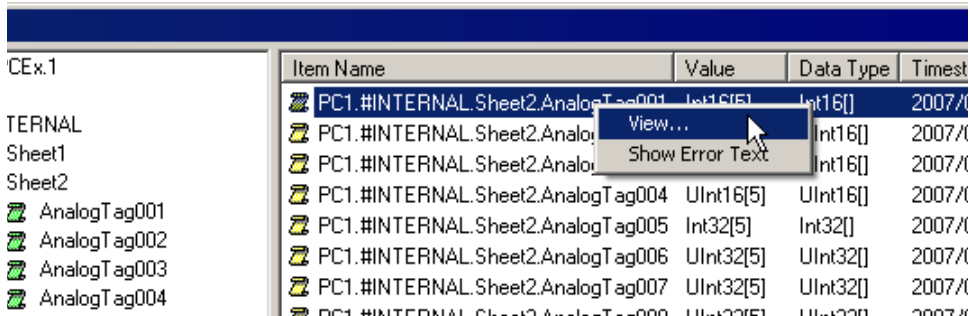 CEx.1
TERNAL
Sheet1
Sheet2
AnalogTag001
AnalogTag002
AnalogTag003
AnalogTag004
Item Name Value Data Type Timest
PC1.#INTERNAL.Sheet2.AnalogTag001 Int16[5] Int16[] 2007/0
PC1.#INTERNAL.Sheet2.Analo Int16[] 2007/0
PC1.#INTERNAL.Sheet2.Analo Int16[] 2007/0
PC1.#INTERNAL.Sheet2.AnalogTag004 UInt16[5] UInt16[] 2007/0
PC1.#INTERNAL.Sheet2.AnalogTag005 Int32[5] Int32[] 2007/0
PC1.#INTERNAL.Sheet2.AnalogTag006 UInt32[5] UInt32[] 2007/0
PC1.#INTERNAL.Sheet2.AnalogTag007 UInt32[5] UInt32[] 2007/0
View...
Show Error Text